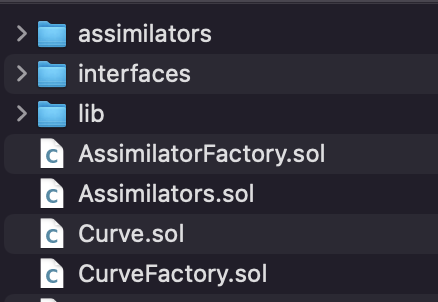 assimilators
interfaces
lib
AssimilatorFactory.sol
Assimilators.sol
Curve.sol
CurveFactory.sol